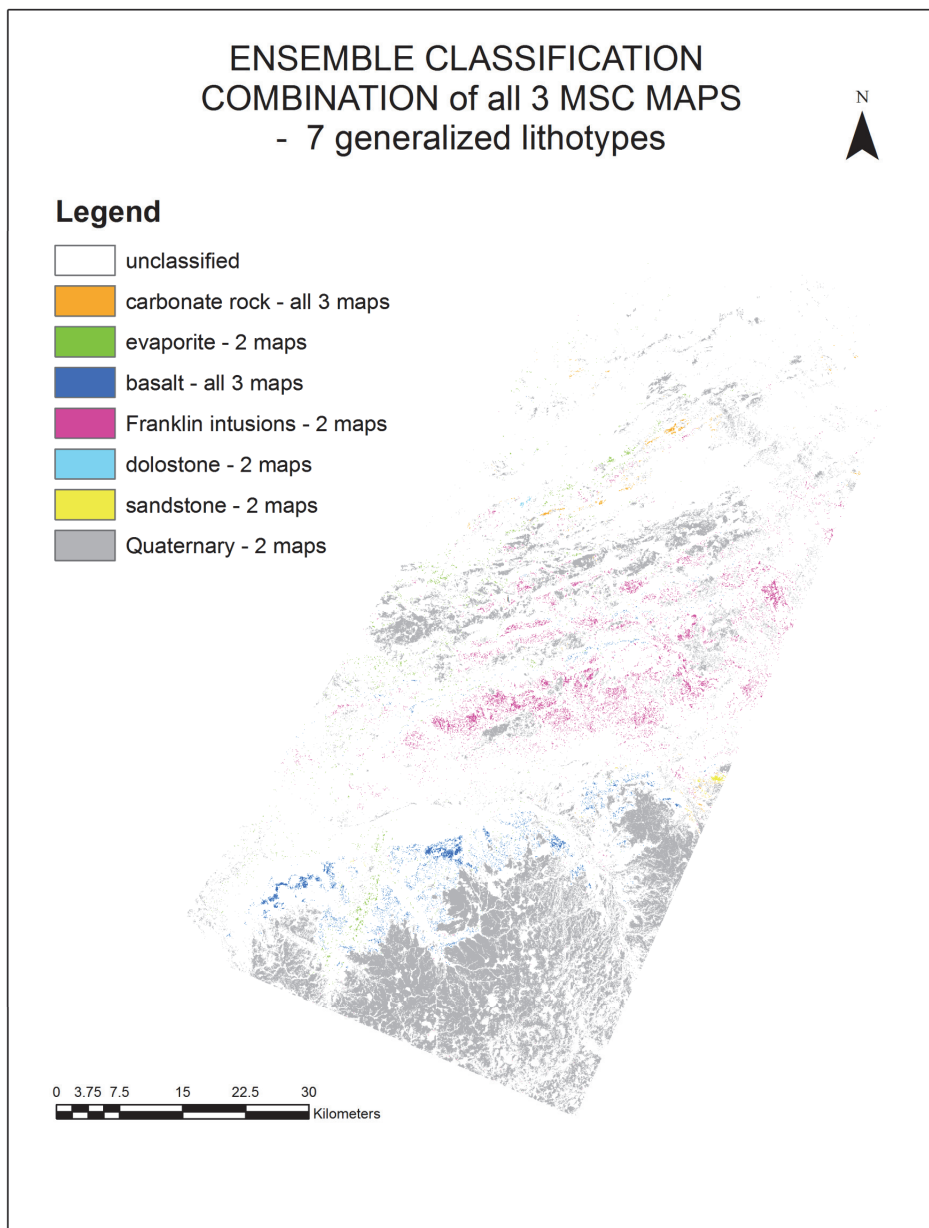 ENSEMBLE CLASSIFICATION
COMBINATION of all 3 MSC MAPS
- 7 generalized lithotypes
N
Legend
unclassified
carbonate rock - all 3 maps
evaporite - 2 maps
basalt - all 3 maps
Franklin intusions - 2 maps
dolostone - 2 maps
sandstone - 2 maps
Quaternary - 2 maps
0 3.75 7.5 15 22.5 30
Kilometers